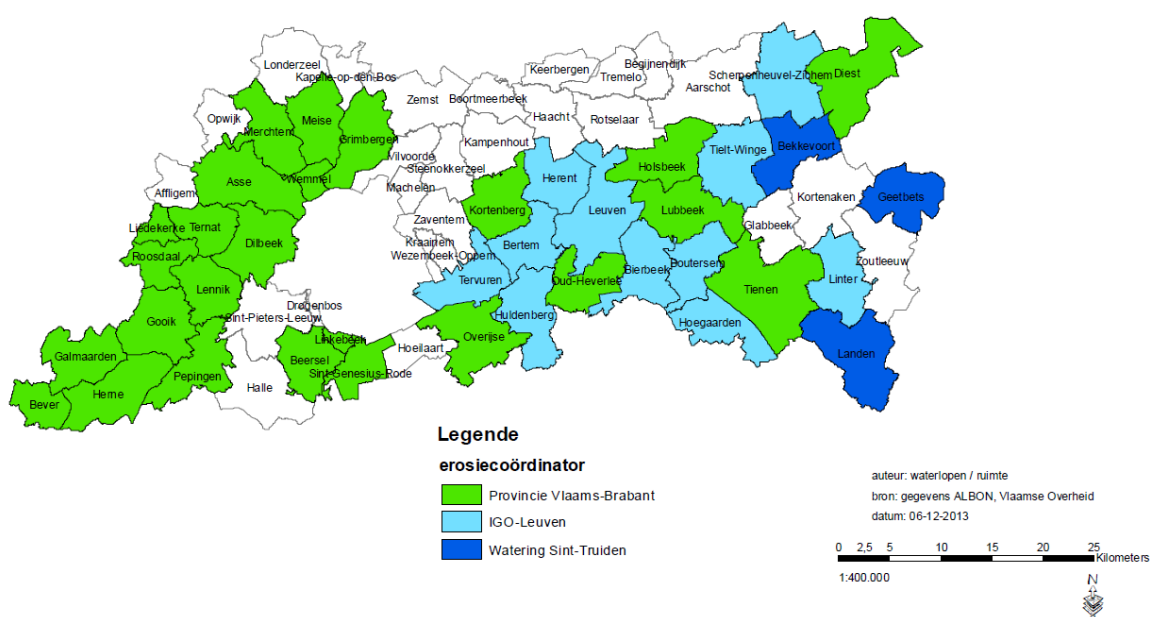 Londerzeel
Kapelle-op-den-Bos
Opwijk
Merchtem
Meise
Grimbergen
Zemst
Boortmeerbeek
Keerbergen
Tremelo
Begijnendijk
Aarschot
Scherpenheuvel-Zichem
Diest
Haacht
Rotselaar
Kampenhout
Vilvoorde
Steenokkerzeel
Machelen
Asse
Wemmel
Affligem
Herent
Holsbeek
Tielt-Winge
Bekkevoort
Kortenaken
Geetbets
Liedekerke
Ternat
Dilbeek
Roosdaal
Zaventem
Kortenberg
Leuven
Lubbeek
Glabbeek
Kraainem
Wezembeek-Oppem
Bertem
Bierbeek
Boutersem
Zoutleeuw
Lennik
Tervuren
Oud-Heverlee
Tienen
Linter
Gooik
Drogenbos
Sint-Pieters-Leeuw
Huldenberg
Hoegaarden
Galmaarden
Linkebeek
Beersel
Hoeilaart
Overijse
Landen
Pepingen
Sint-Genesius-Rode
Halle
Herne
Bever
Legende
erosiecoördinator
Provincie Vlaams-Brabant
IGO-Leuven
Watering Sint-Truiden
auteur: waterlopen / ruimte
bron: gegevens ALBON, Vlaamse Overheid
datum: 06-12-2013
0 2,5 5 10 15 20 25
Kilometers
1:400.000
N